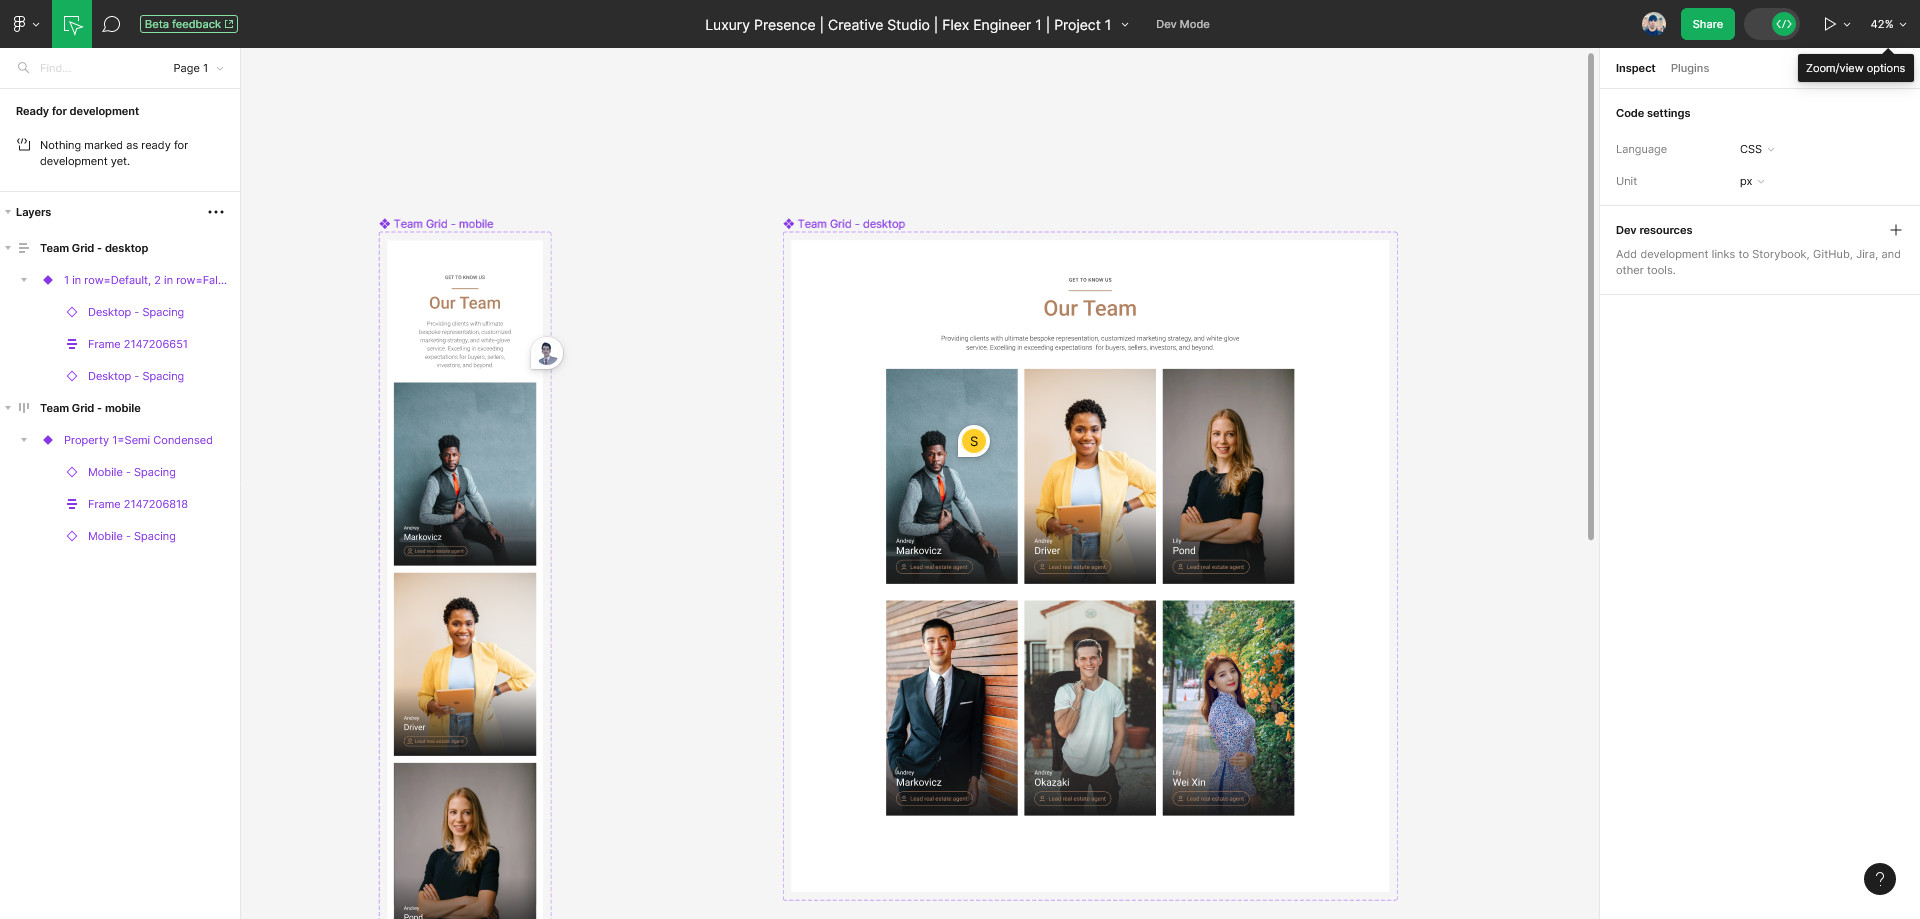 Beta feedback
Luxury Presence | Creative Studio | Flex Engineer 1 | Project 1
Dev Mode
Share
42%
Zoom/view options
Find...
Page 1
Ready for development
Nothing marked as ready for
development yet.
Layers
Team Grid - desktop
1 in row=Default, 2 in row=Fal...
Desktop - Spacing
Frame 2147206651
Desktop - Spacing
Team Grid - mobile
Property 1=Semi Condensed
Mobile - Spacing
Frame 2147206818
Mobile - Spacing
Team Grid - mobile
GET TO KNOW US
Our Team
Providing clients with ultimate
bespoke representation, customized
marketing strategy, and white-glove
service. Excelling in exceeding
expectations for buyers, sellers,
investors, and beyond.
Andrey
Markovicz
Lead real estate agent
Andrey
Driver
Lead real estate agent
Andrey
Pond
Team Grid - desktop
GET TO KNOW US
Our Team
Providing clients with ultimate bespoke representation, customized marketing strategy, and white glove
service. Excelling in exceeding expectations for buyers, sellers, investors, and beyond.
S
Andrey
Markovicz
Lead real estate agent
Andrey
Driver
Lead real estate agent
Lily
Pond
Lead real estate agent
Andrey
Markovicz
Lead real estate agent
Andrey
Okazaki
Lead real estate agent
Lily
Wei Xin
Lead real estate agent
Inspect
Plugins
Code settings
Language
CSS
Unit
px
Dev resources
Add development links to Storybook, GitHub, Jira, and
other tools.
?